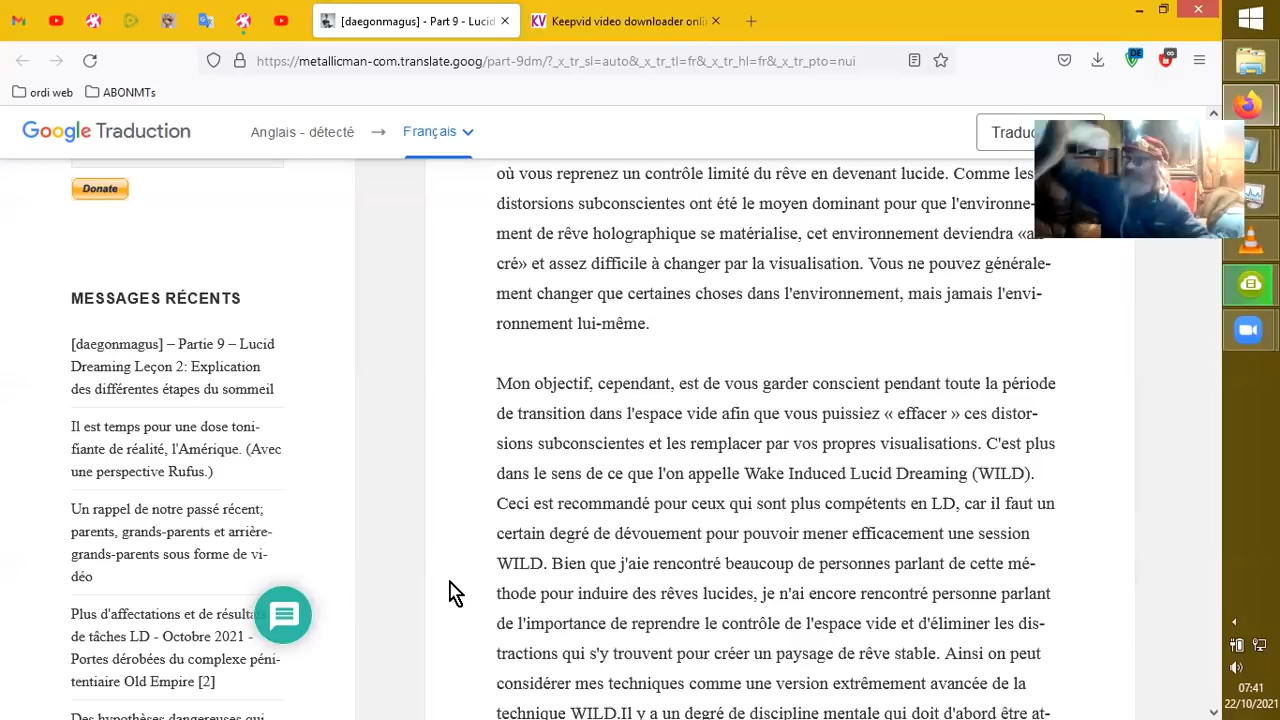 [daegonmagus] - Part 9 - Lucid
Keepvid video downloader onli
https://metallicman-com.translate.goog/part-9dm/?_x_tr_sl=auto&_x_tr_tl=fr&_x_tr_hl=fr&_x_tr_pto=nui
ordi web
ABONMTs
Google Traduction
Anglais - détecté
Français
Traduc
Donate
MESSAGES RÉCENTS
[daegonmagus] – Partie 9 – Lucid
Dreaming Leçon 2: Explication
des différentes étapes du sommeil
Il est temps pour une dose toni-
fiante de réalité, l'Amérique. (Avec
une perspective Rufus.)
Un rappel de notre passé récent;
parents, grands-parents et arrière-
grands-parents sous forme de vi-
déo
Plus d'affectations et de résultats
de tâches LD - Octobre 2021 -
Portes dérobées du complexe péni-
tentiaire Old Empire [2]
Des hypothèses dangereuses qui
où vous reprenez un contrôle limité du rêve en devenant lucide. Comme les
distorsions subconscientes ont été le moyen dominant pour que l'environne-
ment de rêve holographique se matérialise, cet environnement deviendra «an
cré» et assez difficile à changer par la visualisation. Vous ne pouvez générale-
ment changer que certaines choses dans l'environnement, mais jamais l'envi-
ronnement lui-même.
Mon objectif, cependant, est de vous garder conscient pendant toute la période
de transition dans l'espace vide afin que vous puissiez « effacer » ces distor-
sions subconscientes et les remplacer par vos propres visualisations. C'est plus
dans le sens de ce que l'on appelle Wake Induced Lucid Dreaming (WILD).
Ceci est recommandé pour ceux qui sont plus compétents en LD, car il faut un
certain degré de dévouement pour pouvoir mener efficacement une session
WILD. Bien que j'aie rencontré beaucoup de personnes parlant de cette mé-
thode pour induire des rêves lucides, je n'ai encore rencontré personne parlant
de l'importance de reprendre le contrôle de l'espace vide et d'éliminer les dis-
tractions qui s'y trouvent pour créer un paysage de rêve stable. Ainsi on peut
considérer mes techniques comme une version extrêmement avancée de la
technique WILD.Il y a un degré de discipline mentale qui doit d'abord être at-
DE
∞
07:41
22/10/2021